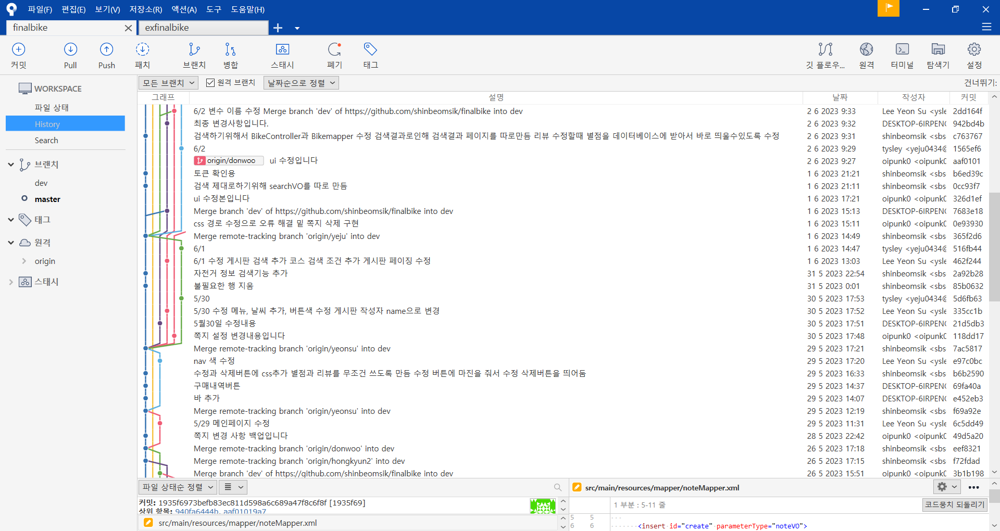 파일(F) 편집(E) 보기(V) 저장소(R) 액션(A) 도구 도움말(H)
finalbike exfinalbike
커밋 Pull Push 패치 브랜치 병합 스태시 폐기 태그 깃 플로우... 원격 터미널 탐색기 설정
WORKSPACE
파일 상태
History
Search
브랜치
dev
master
태그
원격
origin
스태시
모든 브랜치 원격 브랜치 날짜순으로 정렬 건너뛰기:
그래프 설명 날짜 작성자 커밋
6/2 변수 이름 수정 Merge branch 'dev' of https://github.com/shinbeomsik/finalbike into dev 2 6 2023 9:33 Lee Yeon Su <ysle 2dd164f
최종 변경사항입니다. 2 6 2023 9:32 DESKTOP-6IRPENC 942bd4b
검색하기위해서 BikeController과 Bikemapper 수정 검색결과로인해 검색결과 페이지를 따로만듬 리뷰 수정할때 별점을 데이터베이스에 받아서 바로 띄울수있도록 수정 2 6 2023 9:31 shinbeomsik <sbs c763767
6/2 2 6 2023 9:29 tysley <yeju0434@ 1565ef6
origin/donwoo ui 수정입니다 2 6 2023 9:27 oipunk0 <oipunk0 aaf0101
토큰 확인용 1 6 2023 21:21 shinbeomsik <sbs b6ed39c
검색 제대로하기위해 searchVO를 따로 만듬 1 6 2023 21:11 shinbeomsik <sbs 0cc93f7
ui 수정본입니다 1 6 2023 17:21 oipunk0 <oipunk0 326d1ef
Merge branch 'dev' of https://github.com/shinbeomsik/finalbike into dev 1 6 2023 15:13 DESKTOP-6IRPENC 7683e18
css 경로 수정으로 오류 해결 밑 쪽지 삭제 구현 1 6 2023 15:11 oipunk0 <oipunk0 0e93930
Merge remote-tracking branch 'origin/yeju' into dev 1 6 2023 14:49 shinbeomsik <sbs 365f2d6
6/1 1 6 2023 14:47 tysley <yeju0434@ 516fb44
6/1 수정 게시판 검색 추가 코스 검색 조건 추가 게시판 페이징 수정 1 6 2023 13:03 Lee Yeon Su <ysle 462f244
자전거 정보 검색기능 추가 31 5 2023 22:54 shinbeomsik <sbs 2a92b28
불필요한 행 지움 31 5 2023 0:01 shinbeomsik <sbs 85b0632
5/30 30 5 2023 17:53 tysley <yeju0434@ 5d6fb63
5/30 수정 메뉴, 날씨 추가, 버튼색 수정 게시판 작성자 name으로 변경 30 5 2023 17:52 Lee Yeon Su <ysle 335cc1b
5월30일 수정내용 30 5 2023 17:51 DESKTOP-6IRPENC 21d5db3
쪽지 설정 변경내용입니다 30 5 2023 17:48 oipunk0 <oipunk0 118dd17
Merge remote-tracking branch 'origin/yeonsu' into dev 29 5 2023 17:21 shinbeomsik <sbs 7ac5817
nav 색 수정 29 5 2023 17:20 Lee Yeon Su <ysle e97c0bc
수정과 삭제버튼에 css추가 별점과 리뷰를 무조건 쓰도록 만듬 수정 버튼에 마진을 줘서 수정 삭제버튼을 띄어둠 29 5 2023 16:33 shinbeomsik <sbs b6b2590
구매내역버튼 29 5 2023 14:37 DESKTOP-6IRPENC 69fa40a
바 추가 29 5 2023 14:07 DESKTOP-6IRPENC e452eb3
Merge remote-tracking branch 'origin/yeonsu' into dev 29 5 2023 12:19 shinbeomsik <sbs f69a92e
5/29 메인페이지 수정 29 5 2023 11:31 Lee Yeon Su <ysle 6c5dd49
쪽지 변경 사항 백업입니다 28 5 2023 22:42 oipunk0 <oipunk0 49d5a20
Merge remote-tracking branch 'origin/donwoo' into dev 26 5 2023 17:18 shinbeomsik <sbs eef8321
Merge remote-tracking branch 'origin/hongkyun2' into dev 26 5 2023 17:15 shinbeomsik <sbs f72fdad
Merge branch 'dev' of https://github.com/shinbeomsik/finalbike into dev 26 5 2023 15:51 oipunk0 <oipunk0 3b1b198
파일 상태순 정렬
커밋: 1935f6973befb83ec811d598a6c689a47f8c6f8f [1935f69]
상위 항목: 940fa6444b, aaf01019a7
src/main/resources/mapper/noteMapper.xml
src/main/resources/mapper/noteMapper.xml
1 부분 : 5-11 줄 코드뭉치 되돌리기
5 5
6 6 <insert id="create" parameterType="noteVO">